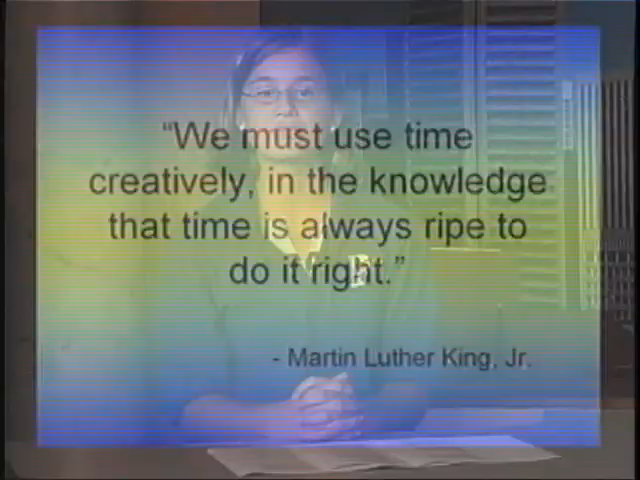 “We must use time
creatively, in the knowledge
that time is always ripe to
do it right.”
- Martin Luther King, Jr.